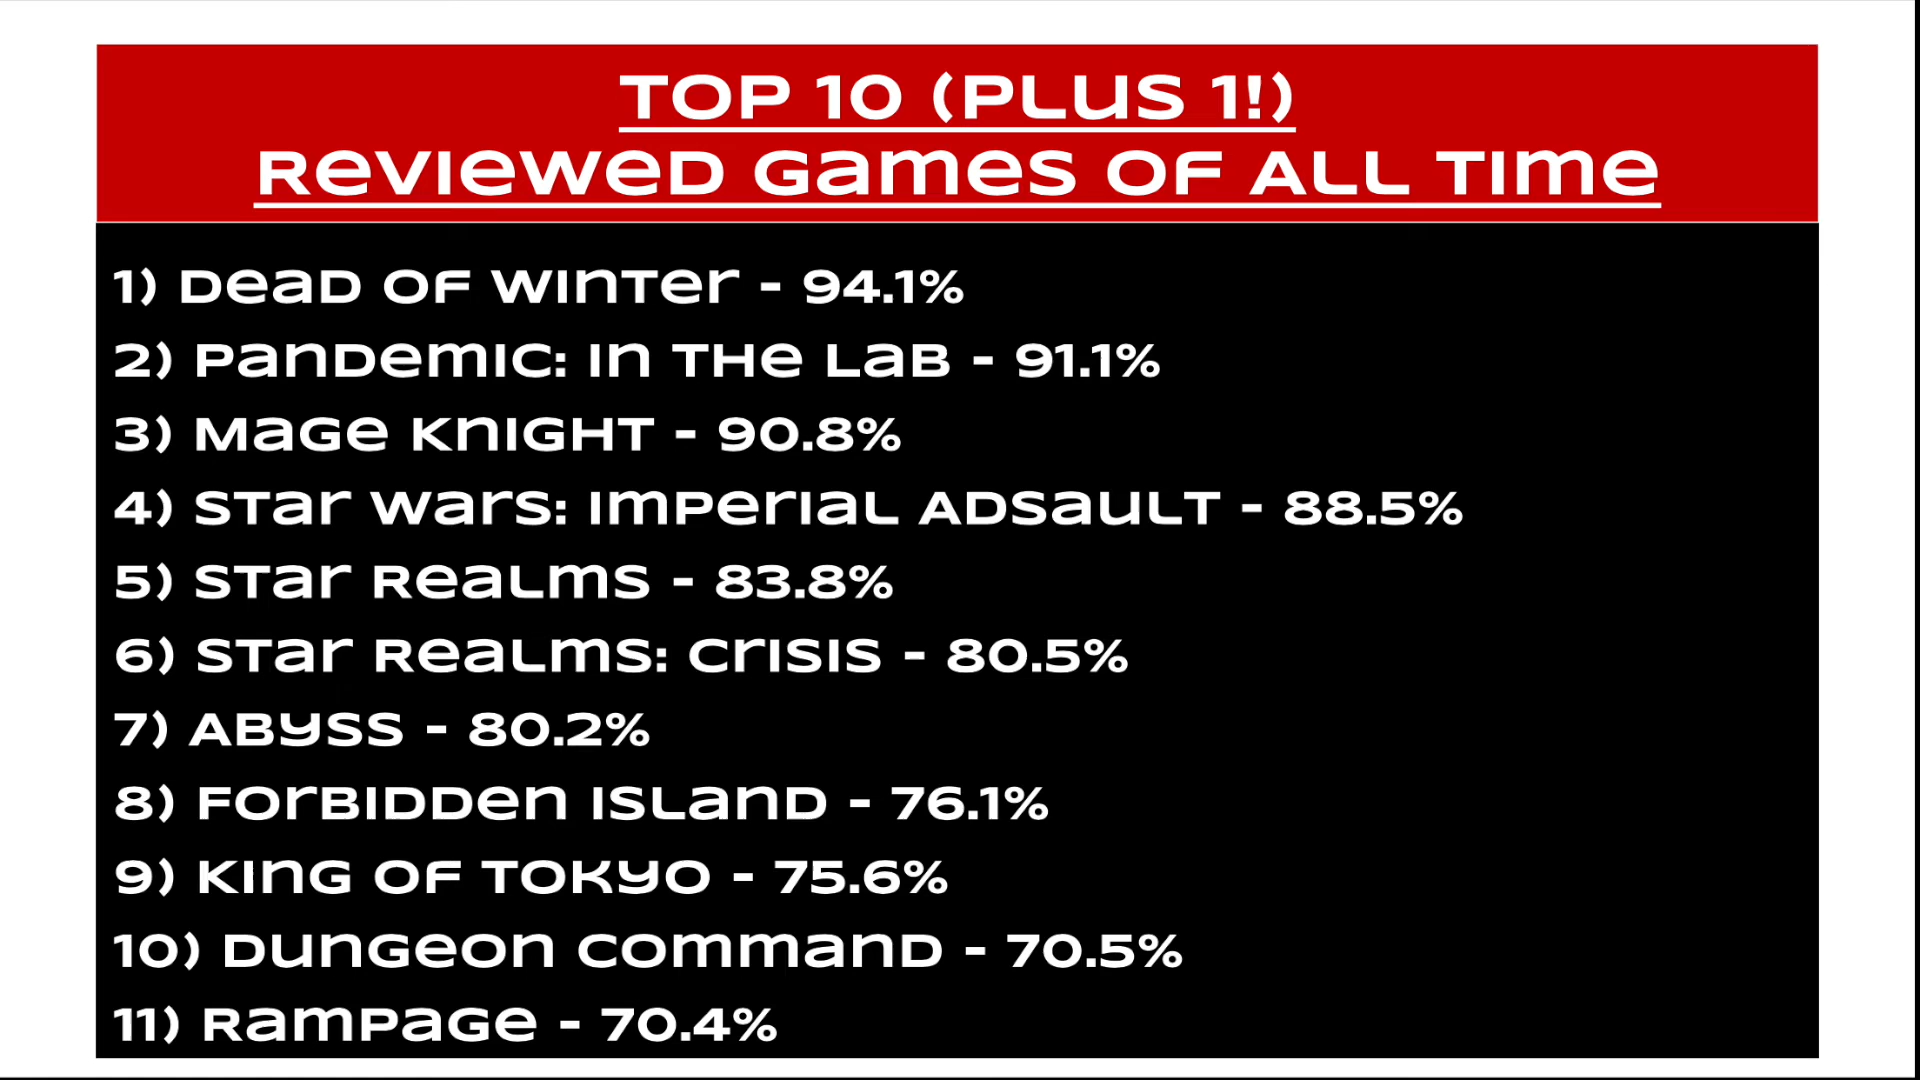 TOP 10 (PLUS 1!)
Reviewed Games of All Time
1) Dead of Winter - 94.1%
2) Pandemic: In the Lab - 91.1%
3) Mage Knight - 90.8%
4) Star Wars: Imperial Adsault - 88.5%
5) Star Realms - 83.8%
6) Star Realms: Crisis - 80.5%
7) Abyss - 80.2%
8) Forbidden Island - 76.1%
9) King of Tokyo - 75.6%
10) Dungeon Command - 70.5%
11) Rampage - 70.4%